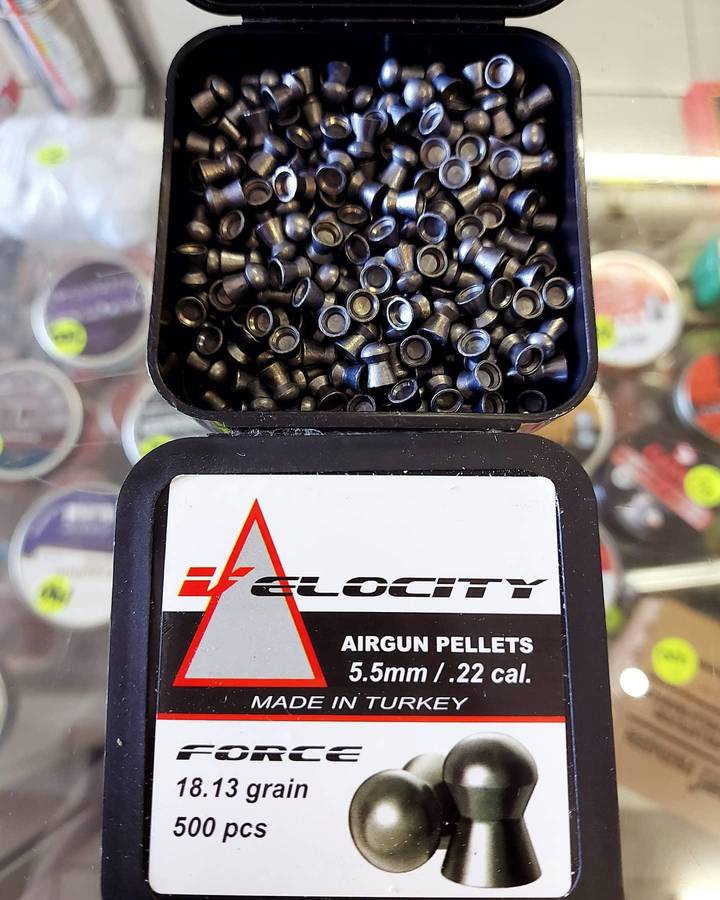 VELOCITY
AIRGUN PELLETS
5.5mm / .22 cal.
MADE IN TURKEY
FORCE
18.13 grain
500 pcs